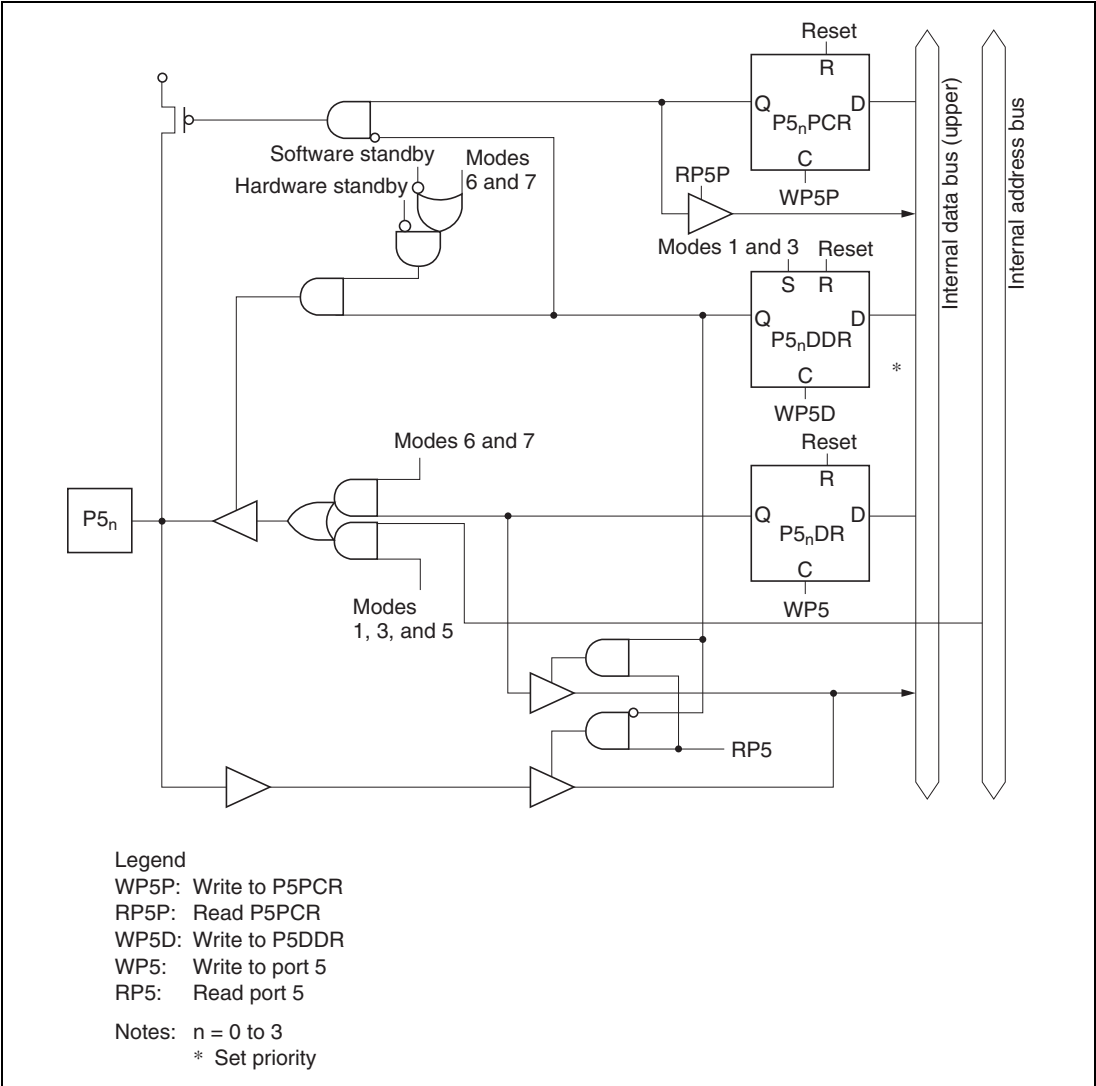 Reset
R
Q
D
P5nPCR
C
WP5P
Software standby
Modes
6 and 7
Hardware standby
RP5P
Modes 1 and 3
Reset
S
R
Q
D
P5nDDR
C
*
WP5D
Internal data bus (upper)
Internal address bus
Modes 6 and 7
Reset
R
P5n
Q
D
P5nDR
C
WP5
Modes
1, 3, and 5
RP5
Legend
WP5P: Write to P5PCR
RP5P: Read P5PCR
WP5D: Write to P5DDR
WP5: Write to port 5
RP5: Read port 5
Notes: n = 0 to 3
* Set priority